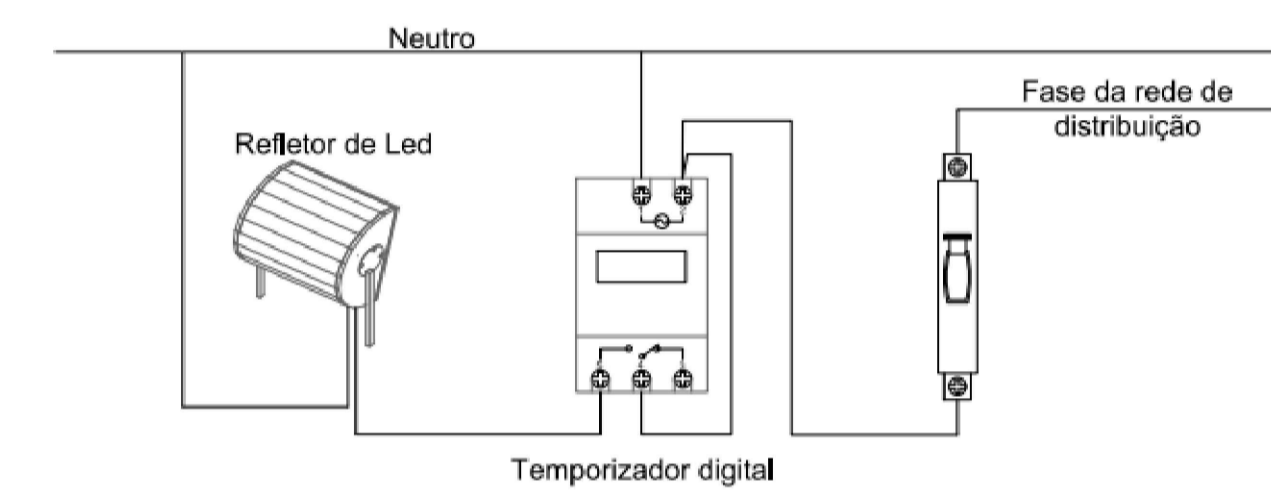 Neutro
Fase da rede de
distribuição
Refletor de Led
Temporizador digital